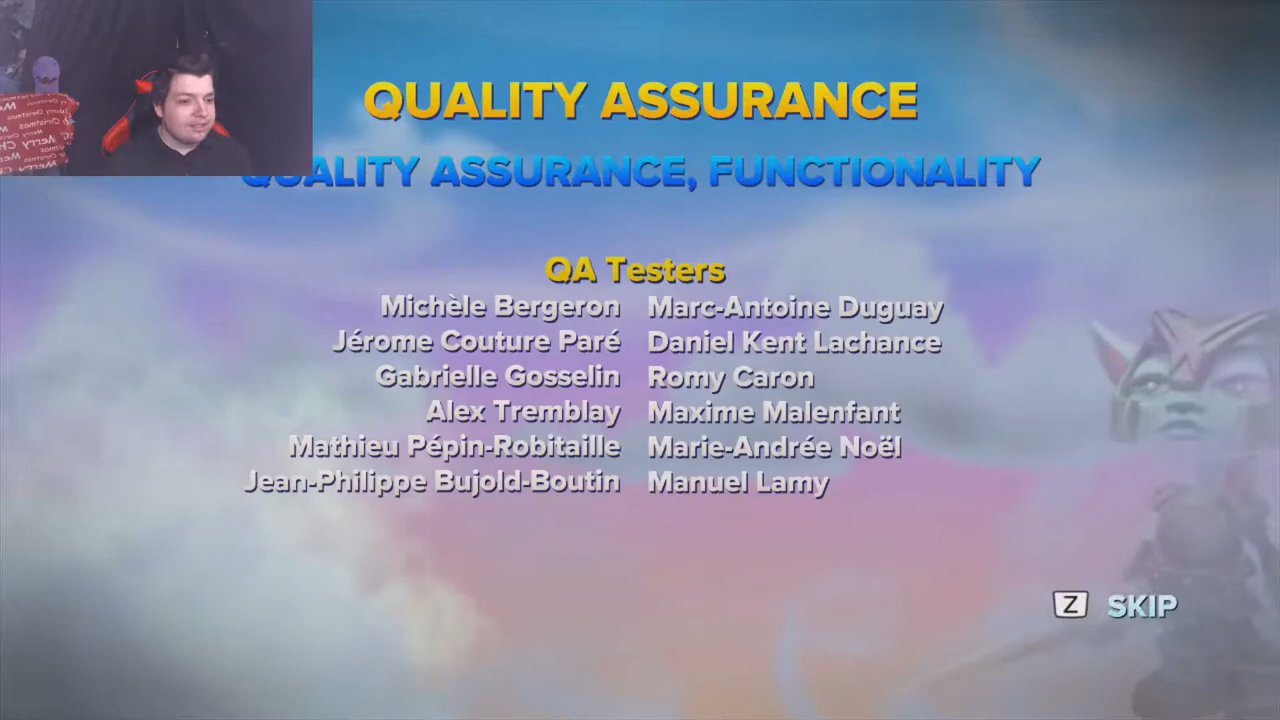 QUALITY ASSURANCE
QUALITY ASSURANCE, FUNCTIONALITY
QA Testers
Michèle Bergeron Marc-Antoine Duguay
Jérome Couture Paré Daniel Kent Lachance
Gabrielle Gosselin Romy Caron
Alex Tremblay Maxime Malenfant
Mathieu Pépin-Robitaille Marie-Andrée Noël
Jean-Philippe Bujold-Boutin Manuel Lamy
Z SKIP